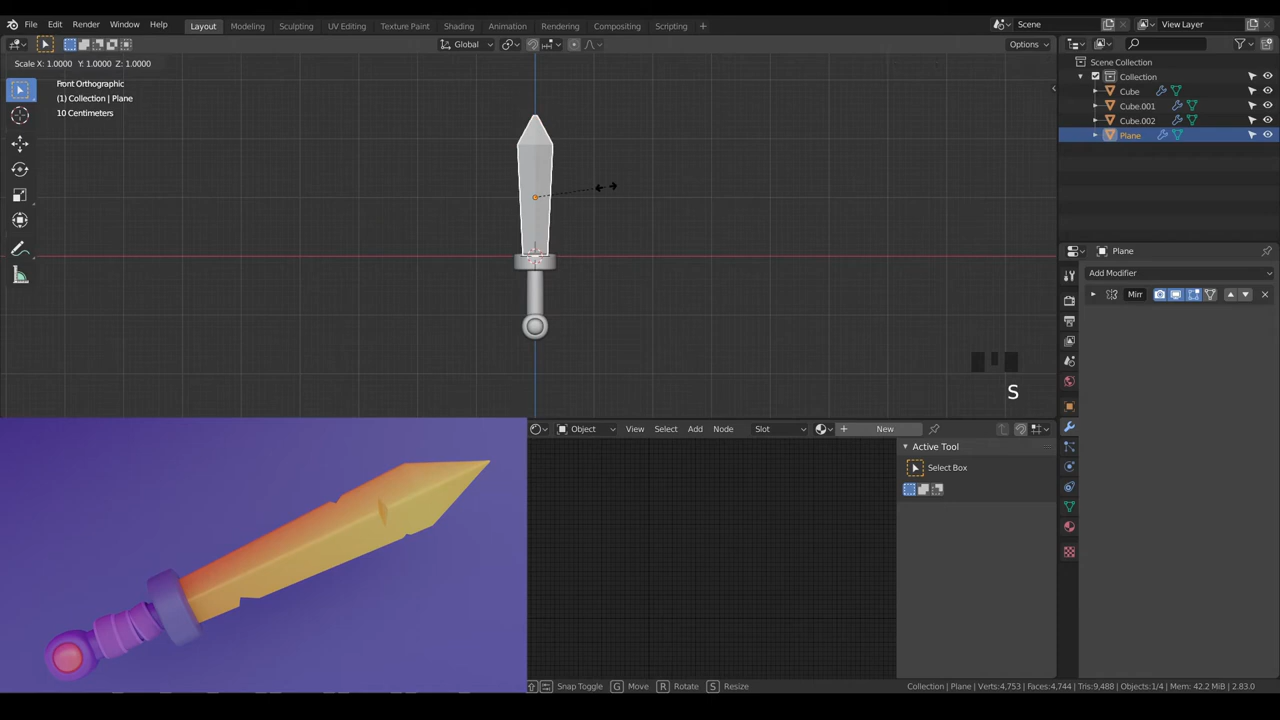 File Edit Render Window Help Layout Modeling Sculpting UV Editing Texture Paint Shading Animation Rendering Compositing Scripting + Scene View Layer
Global Options
Scale X: 1.0000 Y: 1.0000 Z: 1.0000
Front Orthographic
(1) Collection | Plane
10 Centimeters
Scene Collection
Collection
Cube
Cube.001
Cube.002
Plane
Plane
Add Modifier
Mirr
S
Object View Select Add Node Slot New
Active Tool
Select Box
Snap Toggle G Move R Rotate S Resize
Collection | Plane | Verts:4,753 | Faces:4,744 | Tris:9,488 | Objects:1/4 | Mem: 42.2 MiB | 2.83.0